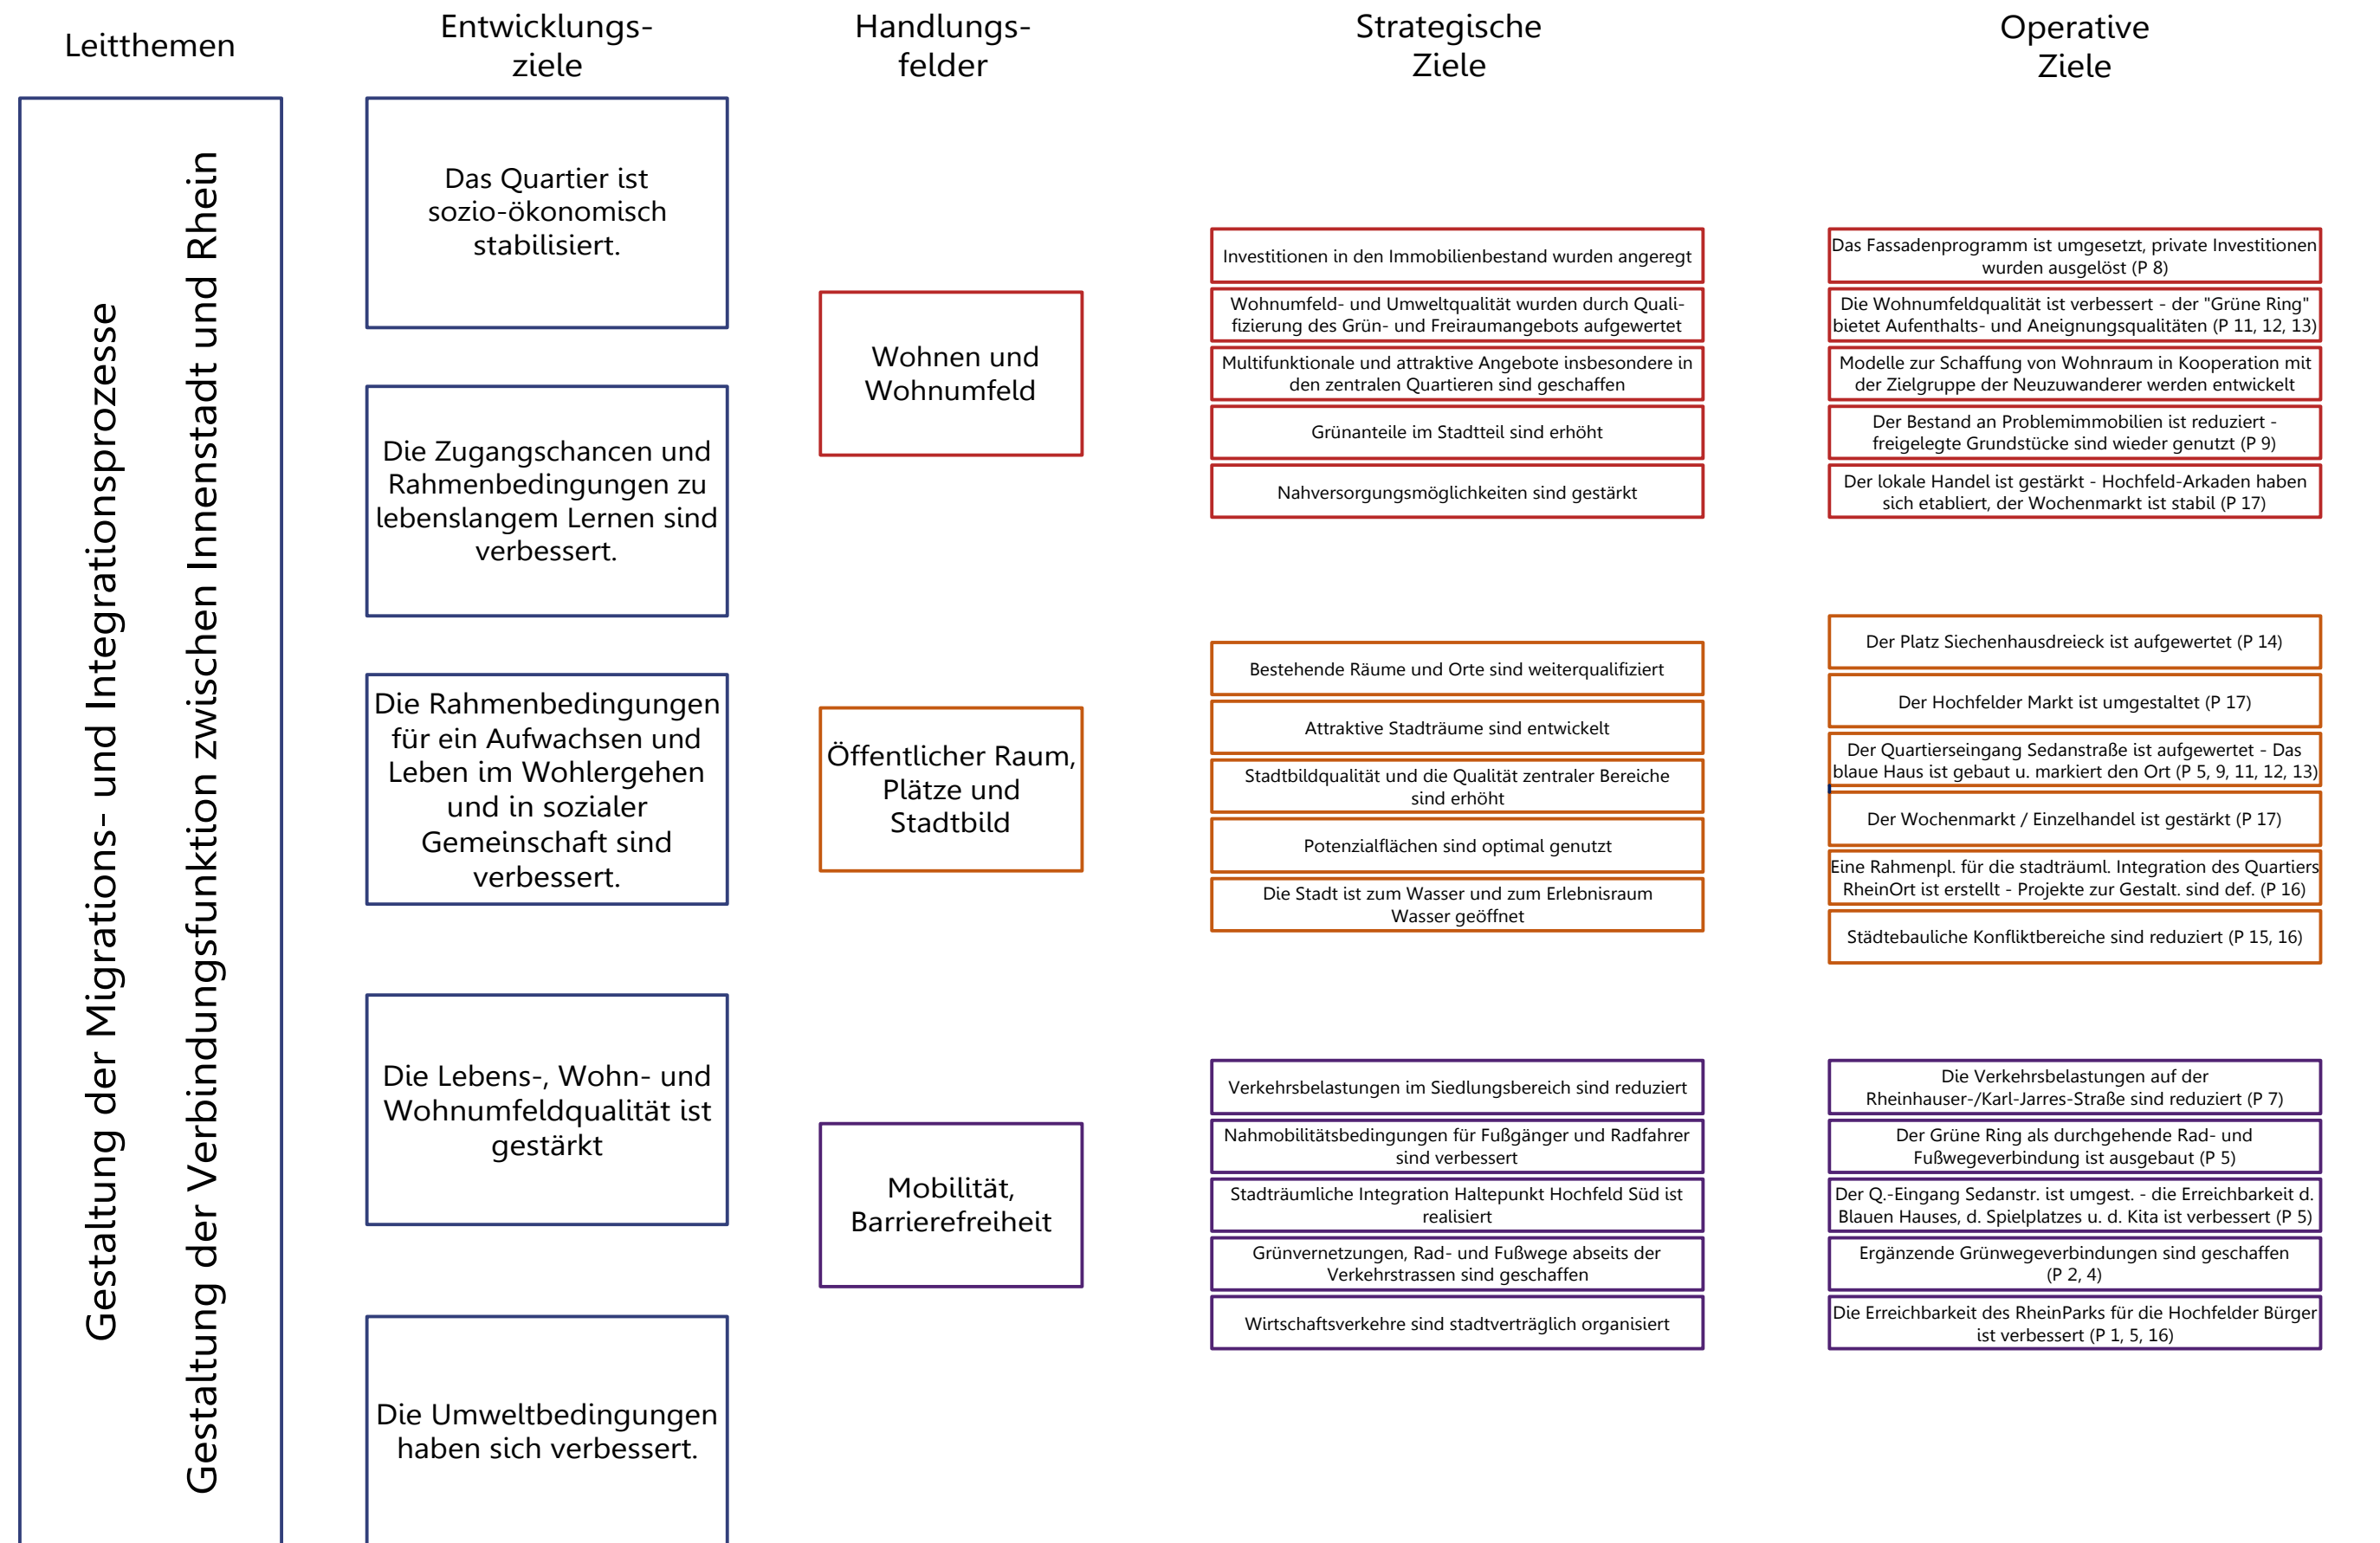 Leitthemen
Entwicklungs-
ziele
Handlungs-
felder
Strategische
Ziele
Operative
Ziele
Gestaltung der Migrations- und Integrationsprozesse
Gestaltung der Verbindungsfunktion zwischen Innenstadt und Rhein
Das Quartier ist
sozio-ökonomisch
stabilisiert.
Die Zugangschancen und
Rahmenbedingungen zu
lebenslangem Lernen sind
verbessert.
Die Rahmenbedingungen
für ein Aufwachsen und
Leben im Wohlergehen
und in sozialer
Gemeinschaft sind
verbessert.
Die Lebens-, Wohn- und
Wohnumfeldqualität ist
gestärkt
Die Umweltbedingungen
haben sich verbessert.
Wohnen und
Wohnumfeld
Investitionen in den Immobilienbestand wurden angeregt
Wohnumfeld- und Umweltqualität wurden durch Quali-
fizierung des Grün- und Freiraumangebots aufgewertet
Multifunktionale und attraktive Angebote insbesondere in
den zentralen Quartieren sind geschaffen
Grünanteile im Stadtteil sind erhöht
Nahversorgungsmöglichkeiten sind gestärkt
Das Fassadenprogramm ist umgesetzt, private Investitionen
wurden ausgelöst (P 8)
Die Wohnumfeldqualität ist verbessert - der "Grüne Ring"
bietet Aufenthalts- und Aneignungsqualitäten (P 11, 12, 13)
Modelle zur Schaffung von Wohnraum in Kooperation mit
der Zielgruppe der Neuzuwanderer werden entwickelt
Der Bestand an Problemimmobilien ist reduziert -
freigelegte Grundstücke sind wieder genutzt (P 9)
Der lokale Handel ist gestärkt - Hochfeld-Arkaden haben
sich etabliert, der Wochenmarkt ist stabil (P 17)
Öffentlicher Raum,
Plätze und
Stadtbild
Bestehende Räume und Orte sind weiterqualifiziert
Attraktive Stadträume sind entwickelt
Stadtbildqualität und die Qualität zentraler Bereiche
sind erhöht
Potenzialflächen sind optimal genutzt
Die Stadt ist zum Wasser und zum Erlebnisraum
Wasser geöffnet
Der Platz Siechenhausdreieck ist aufgewertet (P 14)
Der Hochfelder Markt ist umgestaltet (P 17)
Der Quartierseingang Sedanstraße ist aufgewertet - Das
blaue Haus ist gebaut u. markiert den Ort (P 5, 9, 11, 12, 13)
Der Wochenmarkt / Einzelhandel ist gestärkt (P 17)
Eine Rahmenpl. für die stadträuml. Integration des Quartiers
RheinOrt ist erstellt - Projekte zur Gestalt. sind def. (P 16)
Städtebauliche Konfliktbereiche sind reduziert (P 15, 16)
Mobilität,
Barrierefreiheit
Verkehrsbelastungen im Siedlungsbereich sind reduziert
Nahmobilitätsbedingungen für Fußgänger und Radfahrer
sind verbessert
Stadträumliche Integration Haltepunkt Hochfeld Süd ist
realisiert
Grünvernetzungen, Rad- und Fußwege abseits der
Verkehrstrassen sind geschaffen
Wirtschaftsverkehre sind stadtverträglich organisiert
Die Verkehrsbelastungen auf der
Rheinhauser-/Karl-Jarres-Straße sind reduziert (P 7)
Der Grüne Ring als durchgehende Rad- und
Fußwegeverbindung ist ausgebaut (P 5)
Der Q.-Eingang Sedanstr. ist umgest. - die Erreichbarkeit d.
Blauen Hauses, d. Spielplatzes u. d. Kita ist verbessert (P 5)
Ergänzende Grünwegeverbindungen sind geschaffen
(P 2, 4)
Die Erreichbarkeit des RheinParks für die Hochfelder Bürger
ist verbessert (P 1, 5, 16)